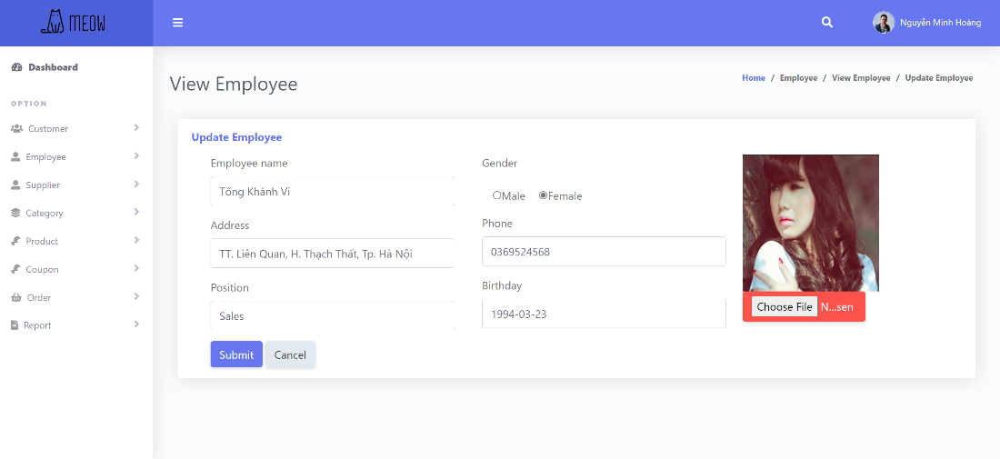 MEOW
Nguyễn Minh Hoàng
Dashboard
OPTION
Customer
Employee
Supplier
Category
Product
Coupon
Order
Report
View Employee
Home / Employee / View Employee / Update Employee
Update Employee
Employee name
Tống Khánh Vi
Address
TT. Liên Quan, H. Thạch Thất, Tp. Hà Nội
Position
Sales
Submit Cancel
Gender
Male Female
Phone
0369524568
Birthday
1994-03-23
Choose File N...sen